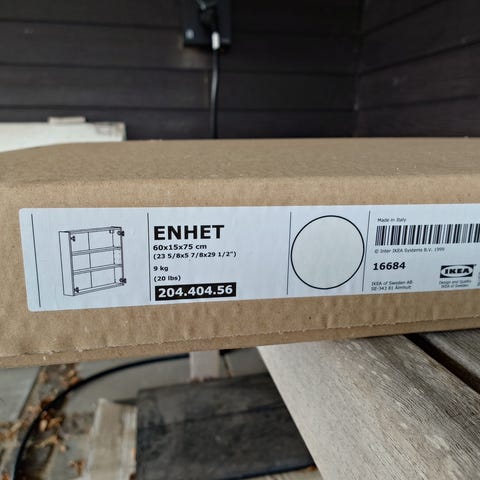 ENHET
60x15x75 cm
(23 5/8x5 7/8x29 1/2")
9 kg
(20 lbs)
204.404.56
Made in Italy
© Inter IKEA Systems B.V. 1999
16684
IKEA of Sweden AB
SE-343 81 Älmhult
IKEA
Design and Quality
IKEA of Sweden